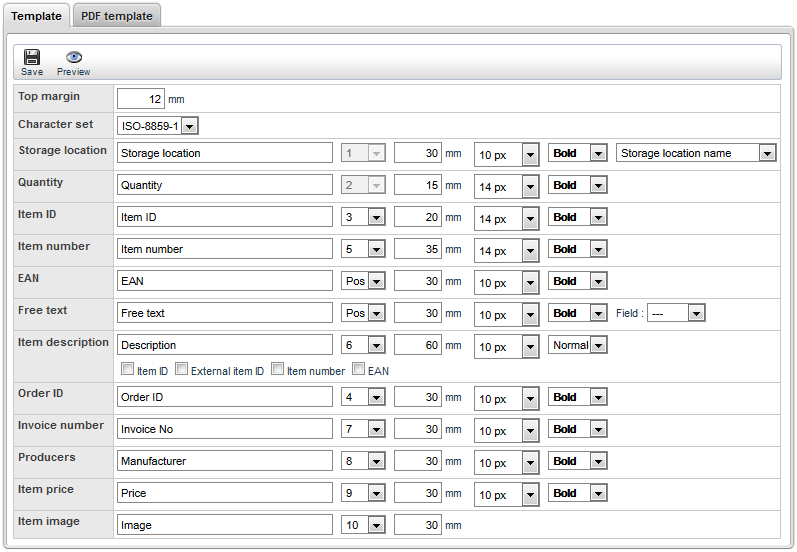 Template PDF template
Save Preview
Top margin 12 mm
Character set ISO-8859-1
Storage location Storage location 1 30 mm 10 px Bold Storage location name
Quantity Quantity 2 15 mm 14 px Bold
Item ID Item ID 3 20 mm 14 px Bold
Item number Item number 5 35 mm 14 px Bold
EAN EAN Pos 30 mm 10 px Bold
Free text Free text Pos 30 mm 10 px Bold Field : ---
Item description Description 6 60 mm 10 px Normal
Item ID External item ID Item number EAN
Order ID Order ID 4 30 mm 10 px Bold
Invoice number Invoice No 7 30 mm 10 px Bold
Producers Manufacturer 8 30 mm 10 px Bold
Item price Price 9 30 mm 10 px Bold
Item image Image 10 30 mm